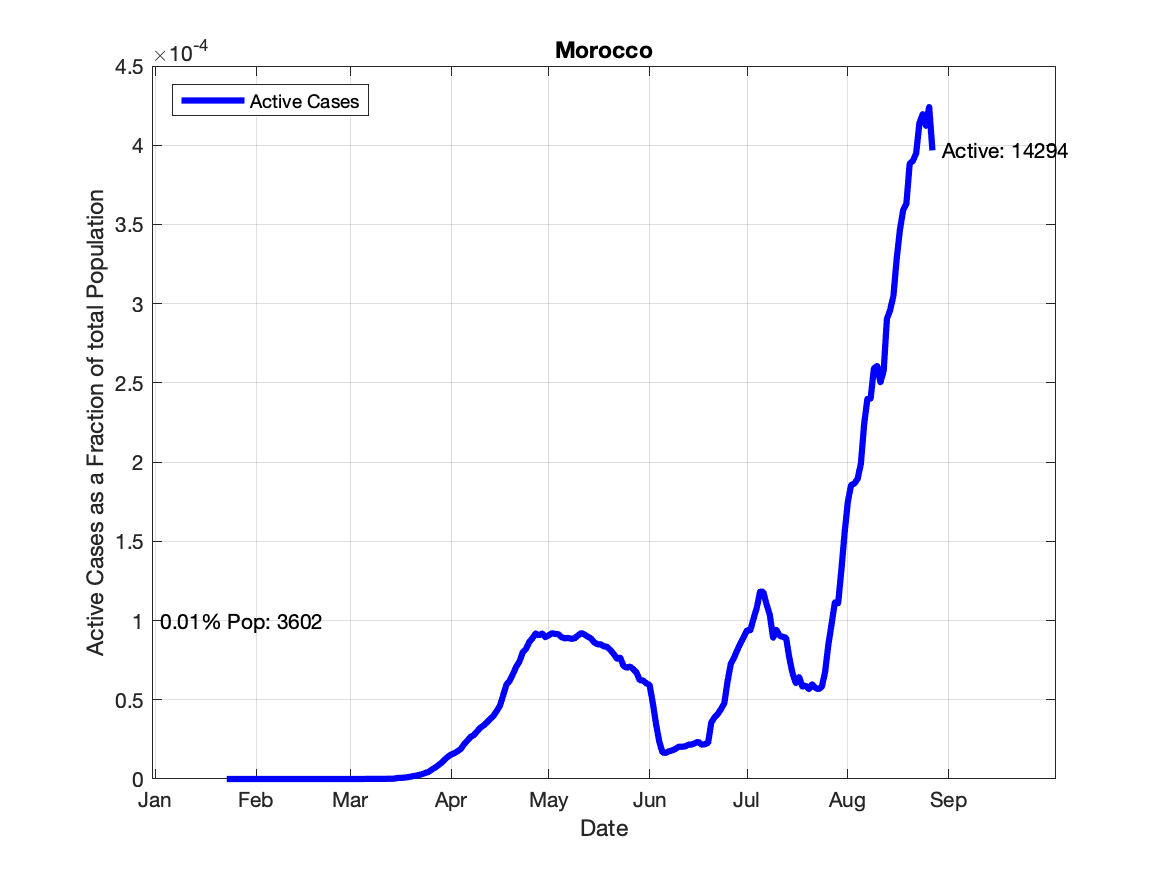 Morocco
×10-4
4.5
4
3.5
3
2.5
2
1.5
1
0.5
0
Active Cases as a Fraction of total Population
Active Cases
Active: 14294
0.01% Pop: 3602
Jan Feb Mar Apr May Jun Jul Aug Sep
Date